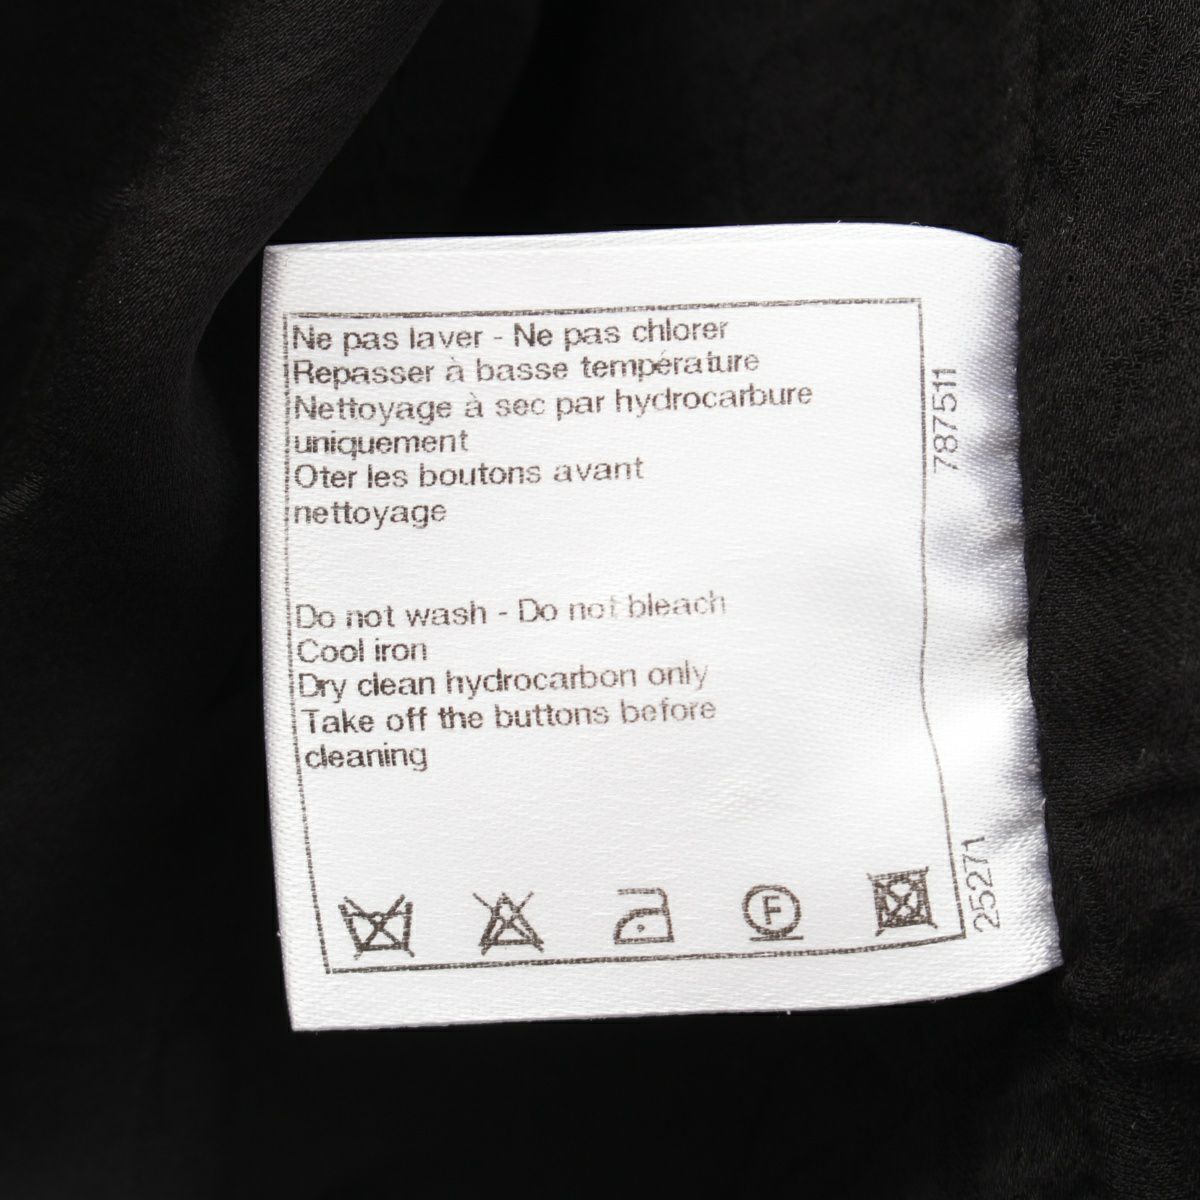 Ne pas laver - Ne pas chlorer
Repasser à basse température
Nettoyage à sec par hydrocarbure
uniquement
Oter les boutons avant
nettoyage
Do not wash - Do not bleach
Cool iron
Dry clean hydrocarbon only
Take off the buttons before
cleaning
F
787511
25271